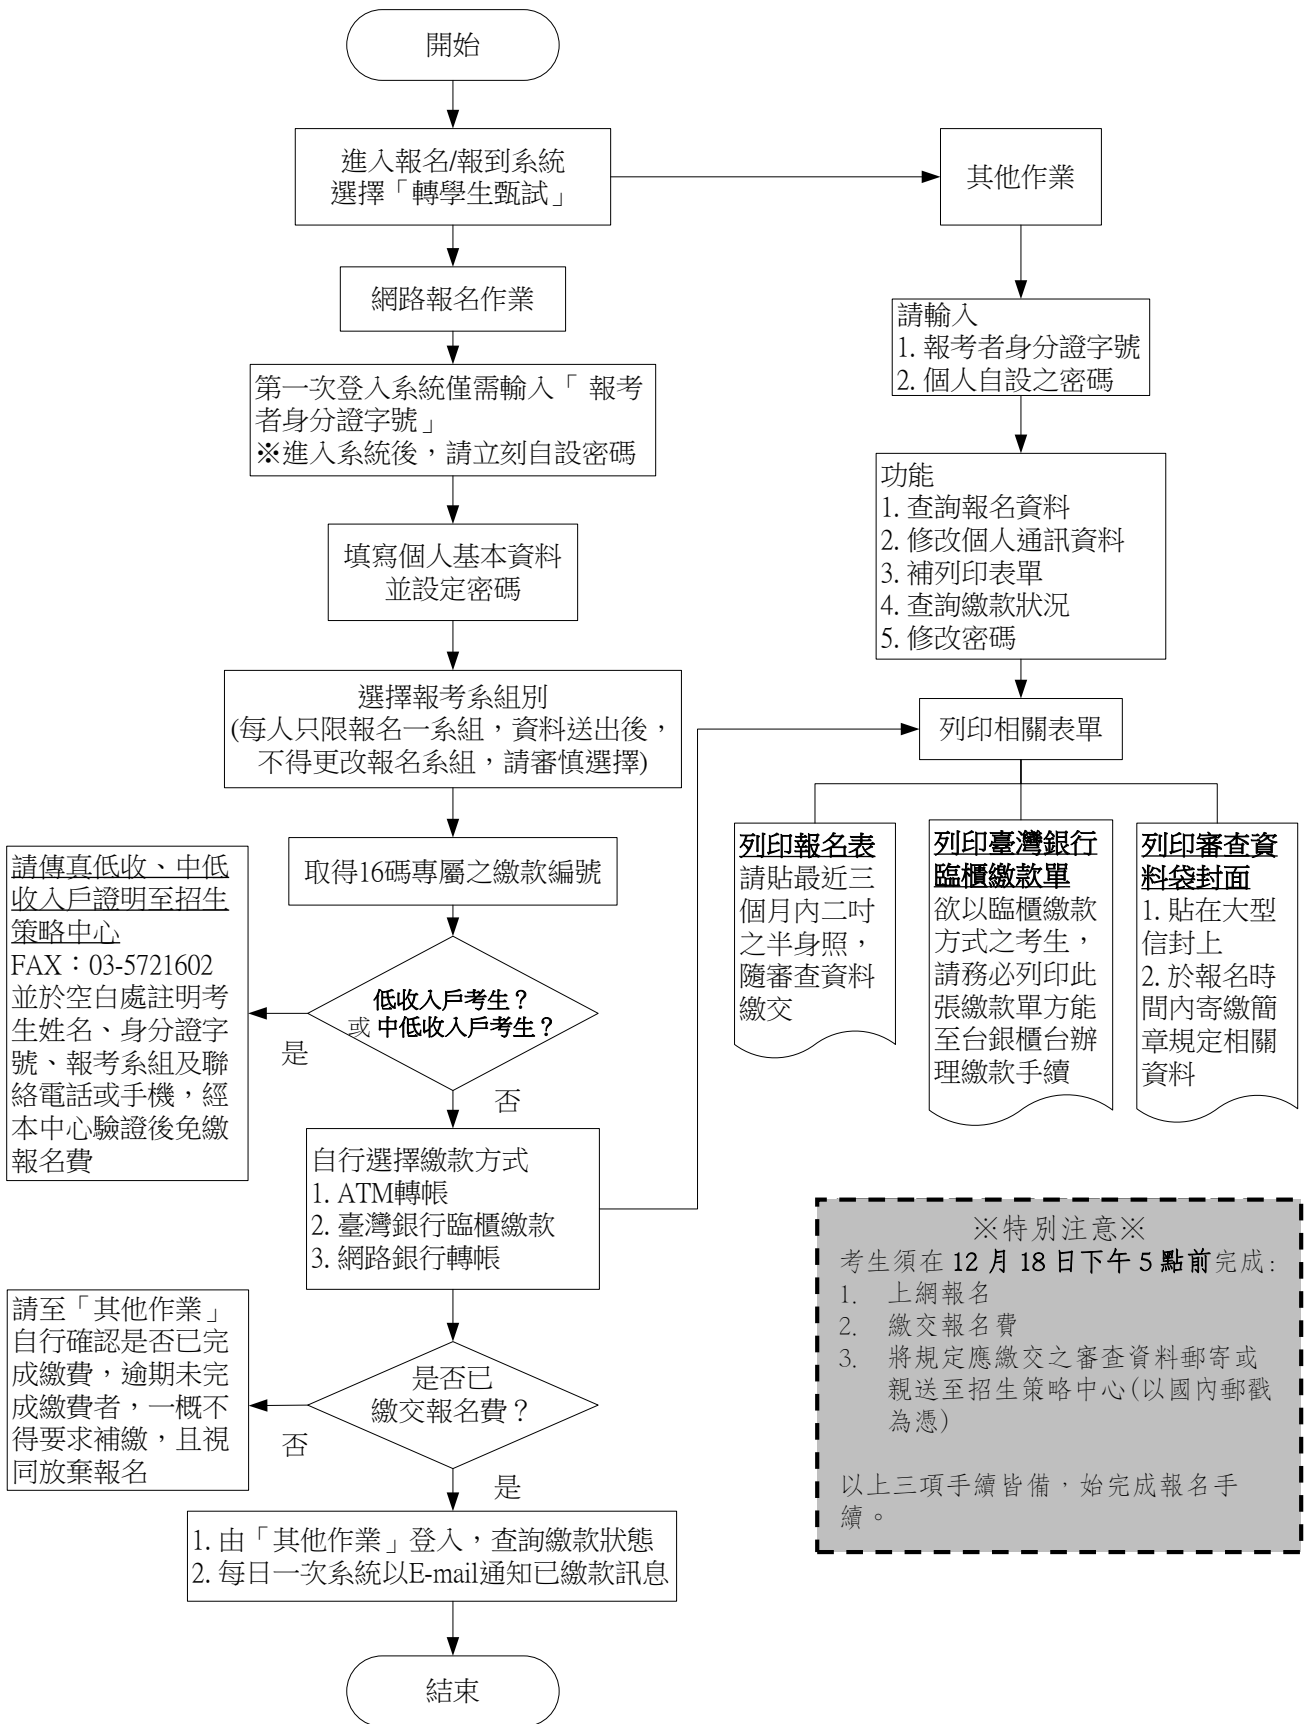 開始
進入報名/報到系統
選擇「轉學生甄試」
其他作業
網路報名作業
請輸入
1. 報考者身分證字號
2. 個人自設之密碼
第一次登入系統僅需輸入「 報考
者身分證字號」
※進入系統後，請立刻自設密碼
功能
1. 查詢報名資料
2. 修改個人通訊資料
3. 補列印表單
4. 查詢繳款狀況
5. 修改密碼
填寫個人基本資料
並設定密碼
選擇報考系組別
(每人只限報名一系組，資料送出後，
不得更改報名系組，請審慎選擇)
列印相關表單
取得16碼專屬之繳款編號
列印報名表
請貼最近三
個月內二吋
之半身照，
隨審查資料
繳交
列印臺灣銀行
臨櫃繳款單
欲以臨櫃繳款
方式之考生，
請務必列印此
張繳款單方能
至台銀櫃台辦
理繳款手續
列印審查資
料袋封面
1. 貼在大型
信封上
2. 於報名時
間內寄繳簡
章規定相關
資料
請傳真低收、中低
收入戶證明至招生
策略中心
FAX：03-5721602
並於空白處註明考
生姓名、身分證字
號、報考系組及聯
絡電話或手機，經
本中心驗證後免繳
報名費
低收入戶考生？
或 中低收入戶考生？
是
否
自行選擇繳款方式
1. ATM轉帳
2. 臺灣銀行臨櫃繳款
3. 網路銀行轉帳
※特別注意※
考生須在 12 月 18 日下午 5 點前完成:
1. 上網報名
2. 繳交報名費
3. 將規定應繳交之審查資料郵寄或
親送至招生策略中心(以國內郵戳
為憑)
以上三項手續皆備，始完成報名手
續。
請至「其他作業」
自行確認是否已完
成繳費，逾期未完
成繳費者，一概不
得要求補繳，且視
同放棄報名
是否已
繳交報名費？
否
是
1. 由「其他作業」登入，查詢繳款狀態
2. 每日一次系統以E-mail通知已繳款訊息
結束